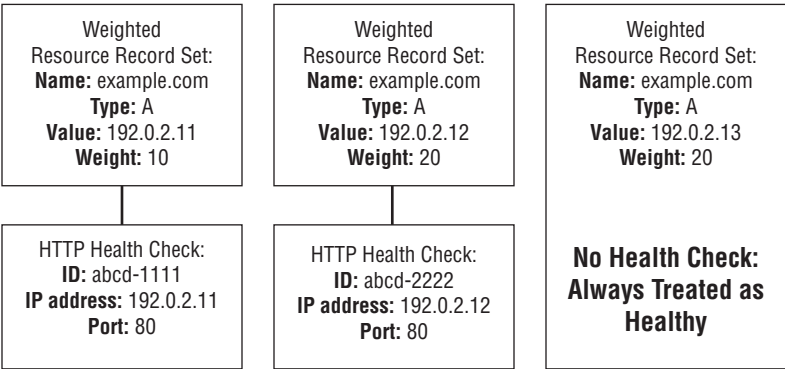 Weighted
Resource Record Set:
Name: example.com
Type: A
Value: 192.0.2.11
Weight: 10
HTTP Health Check:
ID: abcd-1111
IP address: 192.0.2.11
Port: 80
Weighted
Resource Record Set:
Name: example.com
Type: A
Value: 192.0.2.12
Weight: 20
HTTP Health Check:
ID: abcd-2222
IP address: 192.0.2.12
Port: 80
Weighted
Resource Record Set:
Name: example.com
Type: A
Value: 192.0.2.13
Weight: 20
No Health Check:
Always Treated as
Healthy